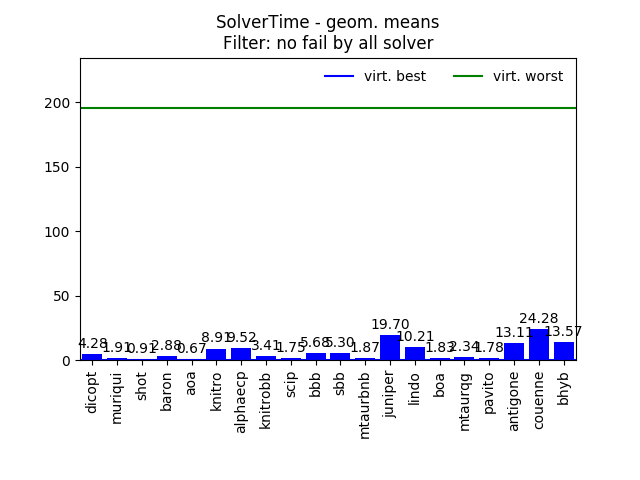 SolverTime - geom. means
Filter: no fail by all solver
virt. best
virt. worst
200
150
100
50
0
4.28
1.91
0.91
2.88
0.67
8.91
9.52
3.41
1.75
5.68
5.30
1.87
19.70
10.21
1.83
2.34
1.78
13.11
24.28
13.57
dicopt
muriqui
shot
baron
aoa
knitro
alphaecp
knitrobb
scip
bbb
sbb
mtaurbnb
juniper
lindo
boa
mtaurqg
pavito
antigone
couenne
bhyb